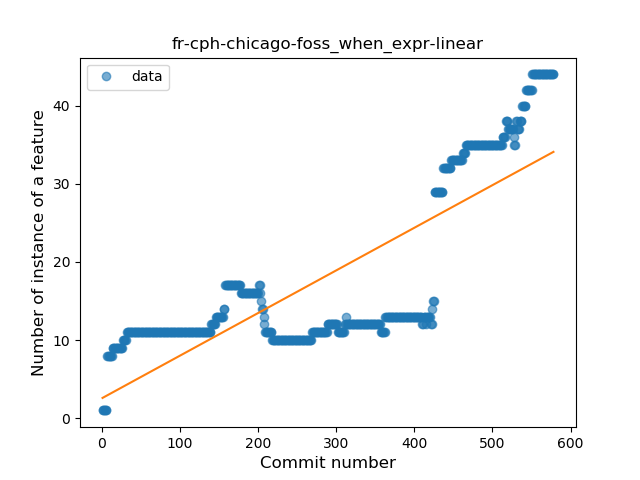 fr-cph-chicago-foss_when_expr-linear
data
Number of instance of a feature
40
30
20
10
0
0 100 200 300 400 500 600
Commit number